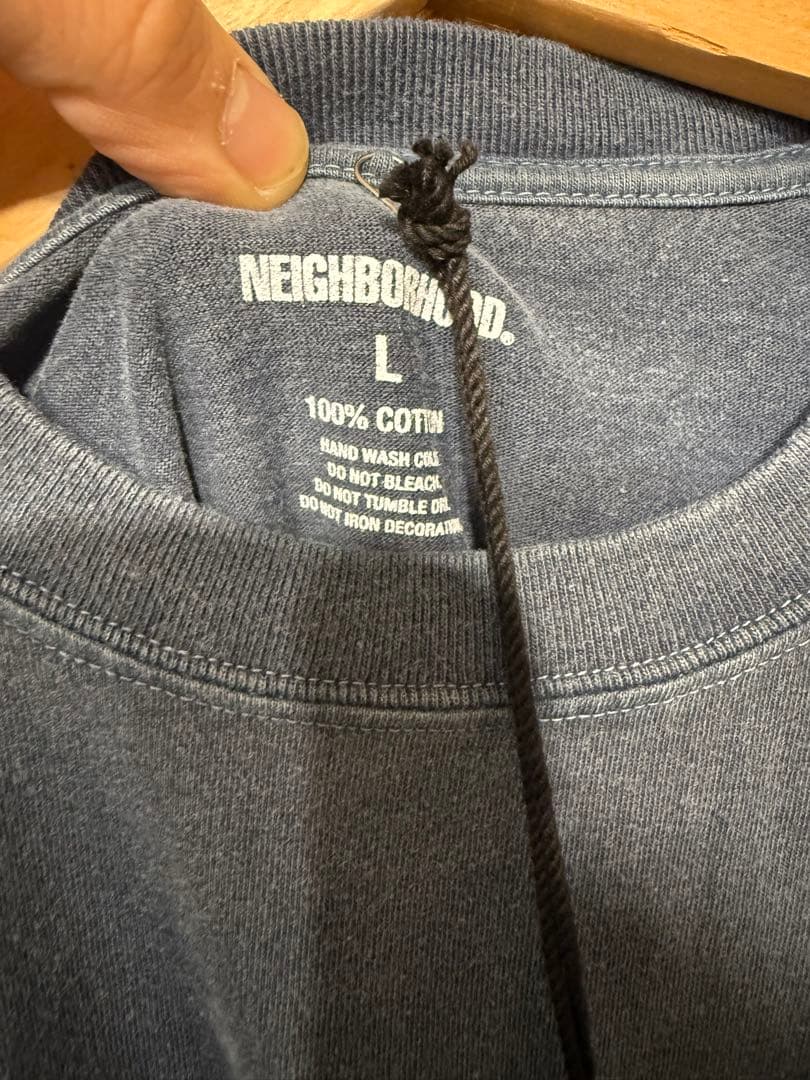 NEIGHBORHOOD®
L
100% COTTON
HAND WASH COLD
DO NOT BLEACH
DO NOT TUMBLE DRY
DO NOT IRON DECORATION